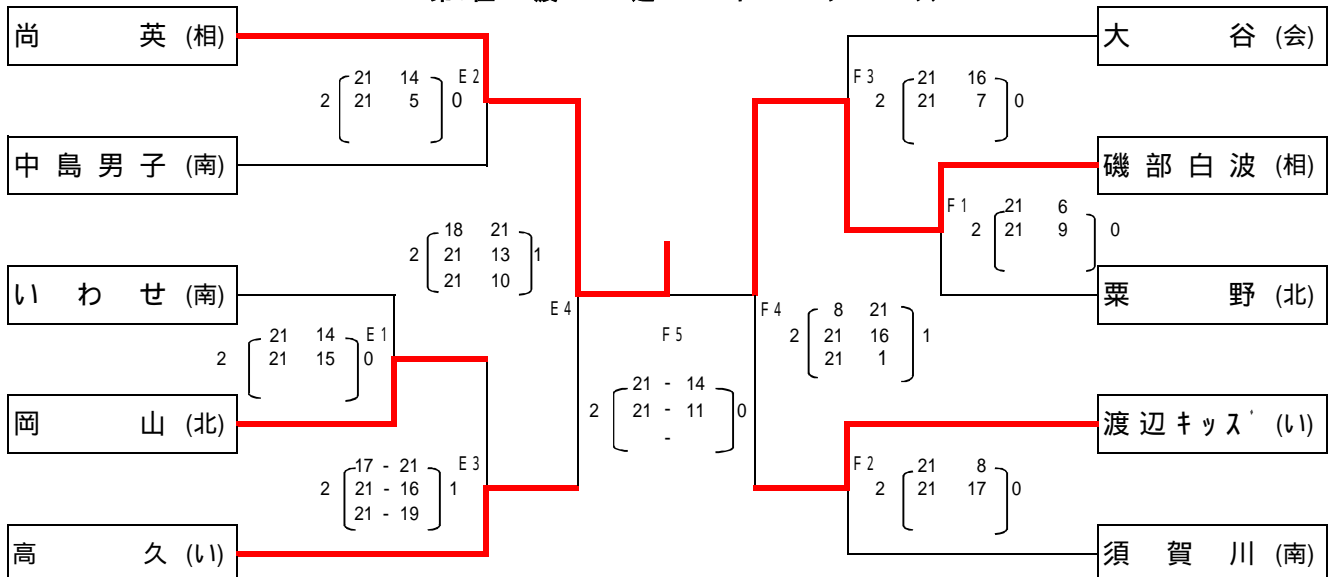 尚 英 (相)
21 14 E2
2 21 5 0
中島男子 (南)
18 21
2 21 13 1
21 10
E4
いわせ (南)
21 14 E1
2 21 15 0
岡 山 (北)
17 - 21 E3
2 21 - 16 1
21 - 19
高 久 (い)
F5
21 - 14
2 21 - 11 0
-
大 谷 (会)
F3 21 16
2 21 7 0
磯部白波 (相)
F1 21 6
2 21 9 0
粟 野 (北)
F4 8 21
2 21 16 1
21 1
渡辺キッズ (い)
F2 21 8
2 21 17 0
須賀川 (南)